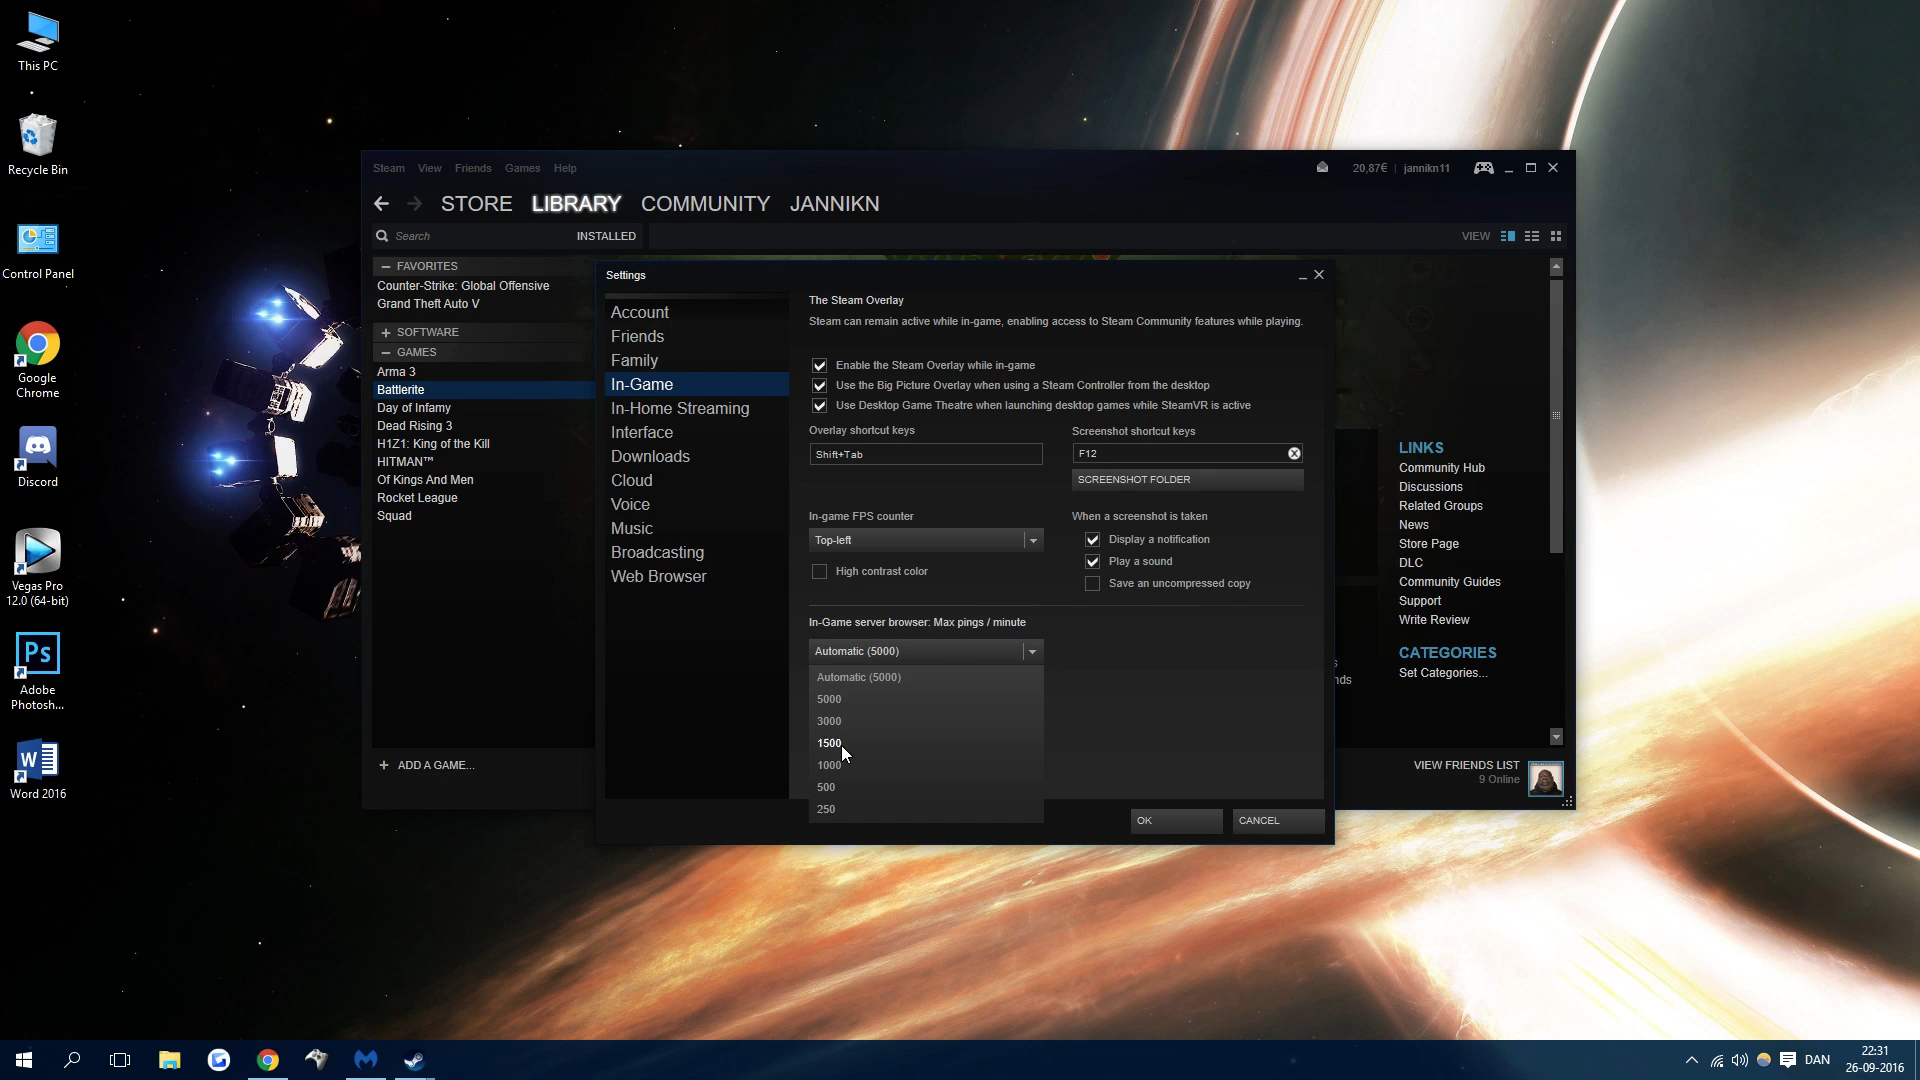 This PC
Recycle Bin
Control Panel
Google
Chrome
Discord
Vegas Pro
12.0 (64-bit)
Ps
Adobe
Photosh...
W
Word 2016
Steam View Friends Games Help
20,87€ | jannikn11
STORE LIBRARY COMMUNITY JANNIKN
Search
INSTALLED
VIEW
FAVORITES
Counter-Strike: Global Offensive
Grand Theft Auto V
SOFTWARE
GAMES
Arma 3
Battlerite
Day of Infamy
Dead Rising 3
H1Z1: King of the Kill
HITMAN™
Of Kings And Men
Rocket League
Squad
+ ADD A GAME...
Settings
Account
Friends
Family
In-Game
In-Home Streaming
Interface
Downloads
Cloud
Voice
Music
Broadcasting
Web Browser
The Steam Overlay
Steam can remain active while in-game, enabling access to Steam Community features while playing.
Enable the Steam Overlay while in-game
Use the Big Picture Overlay when using a Steam Controller from the desktop
Use Desktop Game Theatre when launching desktop games while SteamVR is active
Overlay shortcut keys
Shift+Tab
Screenshot shortcut keys
F12
SCREENSHOT FOLDER
In-game FPS counter
Top-left
High contrast color
When a screenshot is taken
Display a notification
Play a sound
Save an uncompressed copy
In-Game server browser: Max pings / minute
Automatic (5000)
Automatic (5000)
5000
3000
1500
1000
500
250
OK
CANCEL
s
nds
LINKS
Community Hub
Discussions
Related Groups
News
Store Page
DLC
Community Guides
Support
Write Review
CATEGORIES
Set Categories...
VIEW FRIENDS LIST
9 Online
DAN
22:31
26-09-2016